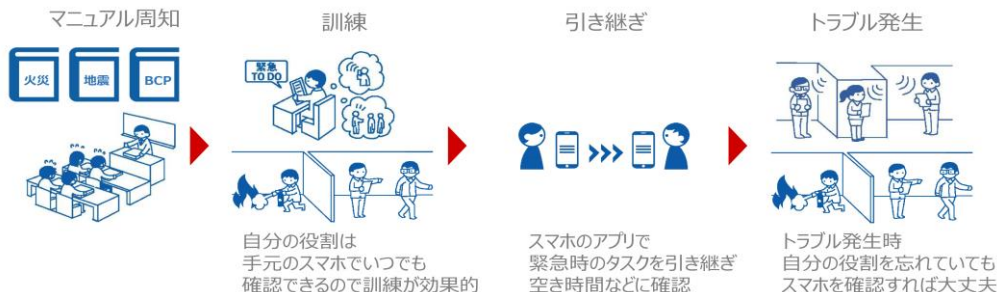 マニュアル周知
訓練
引き継ぎ
トラブル発生
火災
地震
BCP
緊急
TO DO
自分の役割は
手元のスマホでいつでも
確認できるので訓練が効果的
スマホのアプリで
緊急時のタスクを引き継ぎ
空き時間などに確認
トラブル発生時
自分の役割を忘れていても
スマホを確認すれば大丈夫